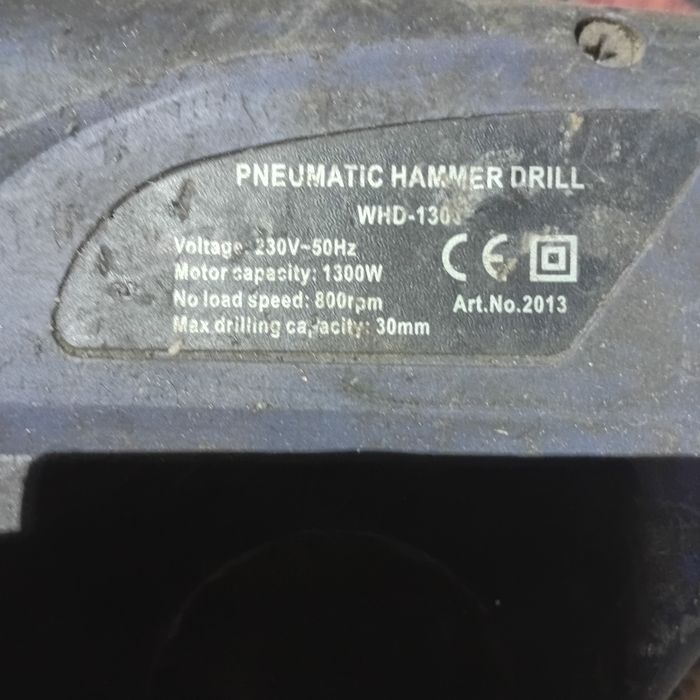 PNEUMATIC HAMMER DRILL
Voltage: 230V~50Hz
Motor capacity: 1300W
No load speed: 800rpm
Max drilling capacity: 30mm
CE
Art.No.2013